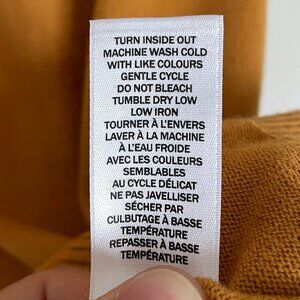 TURN INSIDE OUT
MACHINE WASH COLD
WITH LIKE COLOURS
GENTLE CYCLE
DO NOT BLEACH
TUMBLE DRY LOW
LOW IRON
TOURNER À L'ENVERS
LAVER À LA MACHINE
À L'EAU FROIDE
AVEC LES COULEURS
SEMBLABLES
AU CYCLE DÉLICAT
NE PAS JAVELLISER
SÉCHER PAR
CULBUTAGE À BASSE
TEMPÉRATURE
REPASSER À BASSE
TEMPÉRATURE